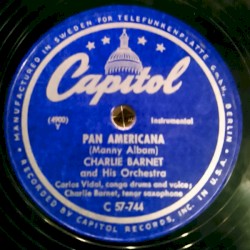 MANUFACTURED IN SWEDEN FOR TELEFUNKENPLATTE G.m.b.H. BERLIN
Capitol
(4900)
Instrumental
PAN AMERICANA
(Manny Albam)
CHARLIE BARNET
and His Orchestra
Carlos Vidal, conga drums and voice;
Charlie Barnet, tenor saxophone
C 57-744
RECORDED BY CAPITOL RECORDS, INC. IN U.S.A.